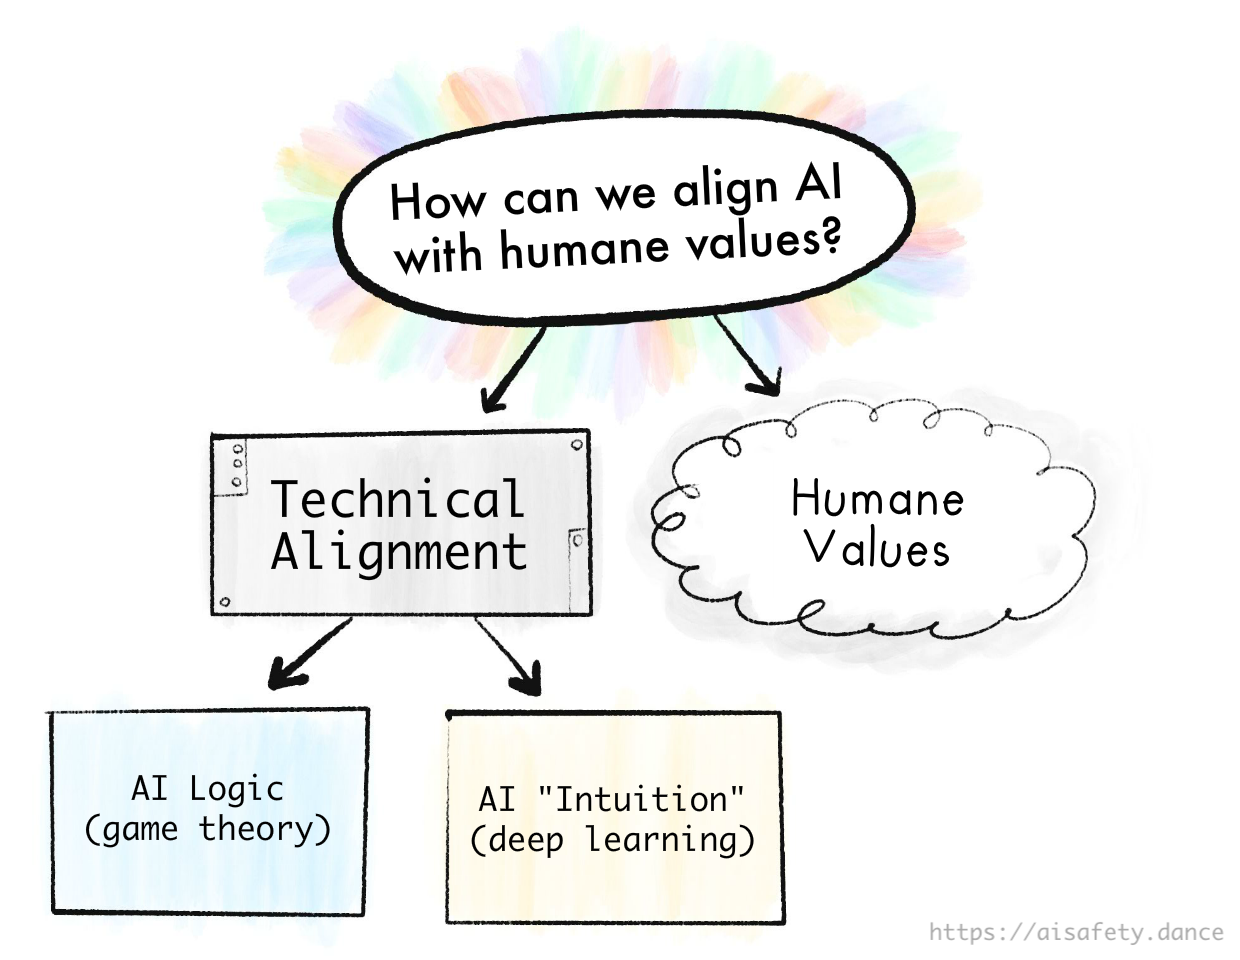 How can we align AI
with humane values?
Technical
Alignment
Humane
Values
AI Logic
(game theory)
AI "Intuition"
(deep learning)
https://aisafety.dance